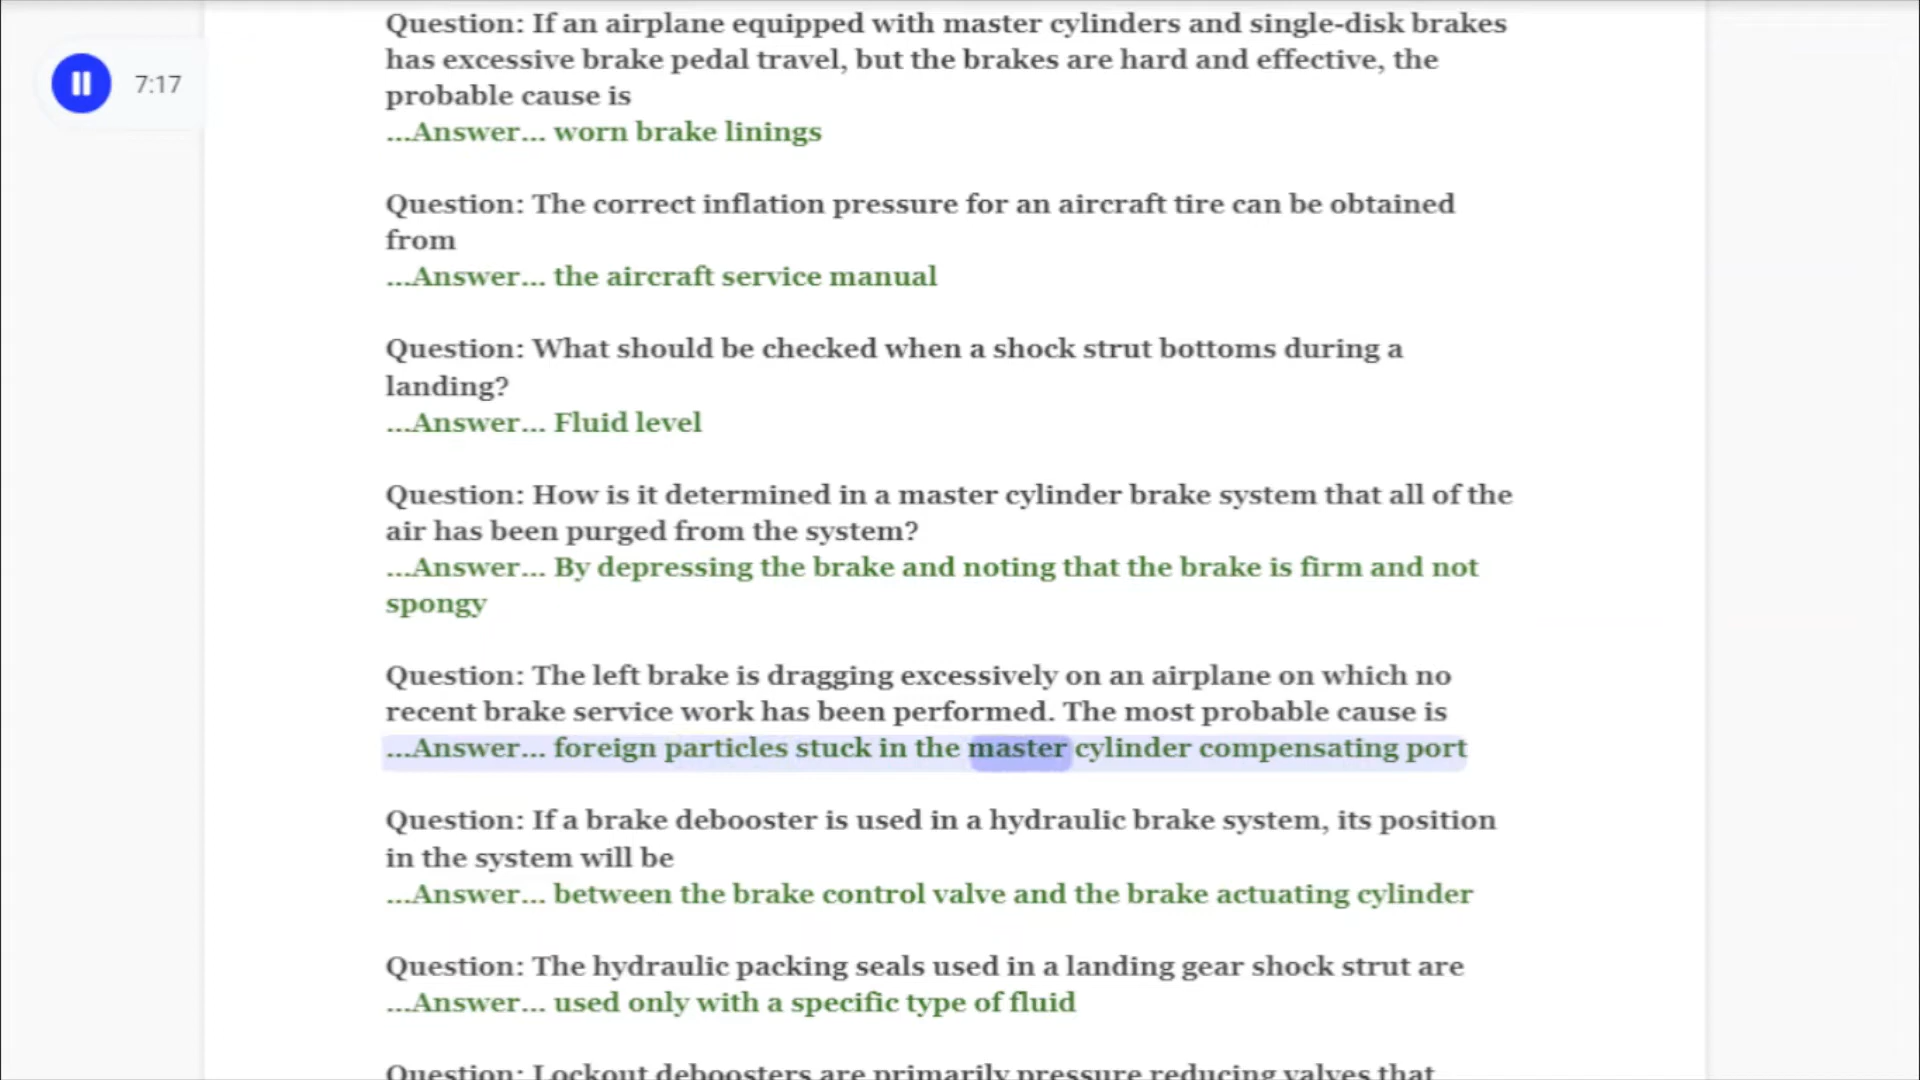 7:17
Question: If an airplane equipped with master cylinders and single-disk brakes
has excessive brake pedal travel, but the brakes are hard and effective, the
probable cause is
...Answer... worn brake linings
Question: The correct inflation pressure for an aircraft tire can be obtained
from
...Answer... the aircraft service manual
Question: What should be checked when a shock strut bottoms during a
landing?
...Answer... Fluid level
Question: How is it determined in a master cylinder brake system that all of the
air has been purged from the system?
...Answer... By depressing the brake and noting that the brake is firm and not
spongy
Question: The left brake is dragging excessively on an airplane on which no
recent brake service work has been performed. The most probable cause is
...Answer... foreign particles stuck in the master cylinder compensating port
Question: If a brake debooster is used in a hydraulic brake system, its position
in the system will be
...Answer... between the brake control valve and the brake actuating cylinder
Question: The hydraulic packing seals used in a landing gear shock strut are
...Answer... used only with a specific type of fluid
Question: Lockout deboosters are primarily pressure reducing valves that